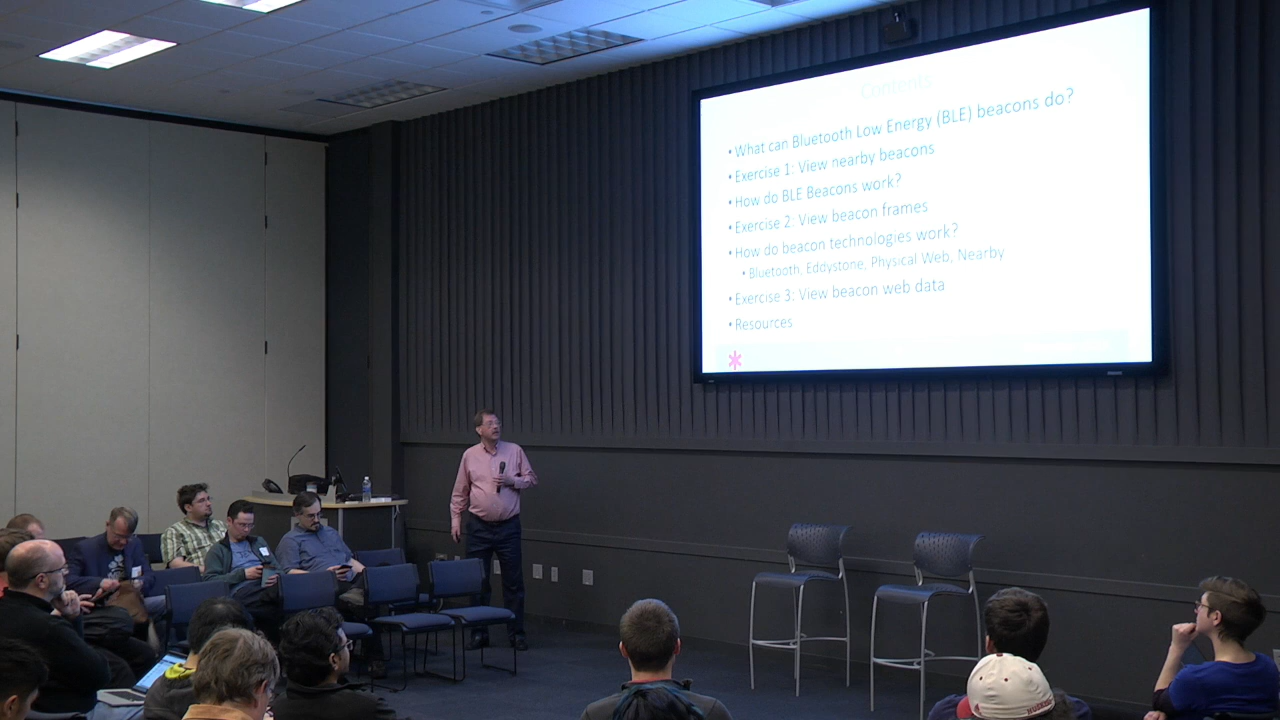 Contents
• What can Bluetooth Low Energy (BLE) beacons do?
• Exercise 1: View nearby beacons
• How do BLE Beacons work?
• Exercise 2: View beacon frames
• How do beacon technologies work?
• Bluetooth, Eddystone, Physical Web, Nearby
• Exercise 3: View beacon web data
• Resources
HUSKERS